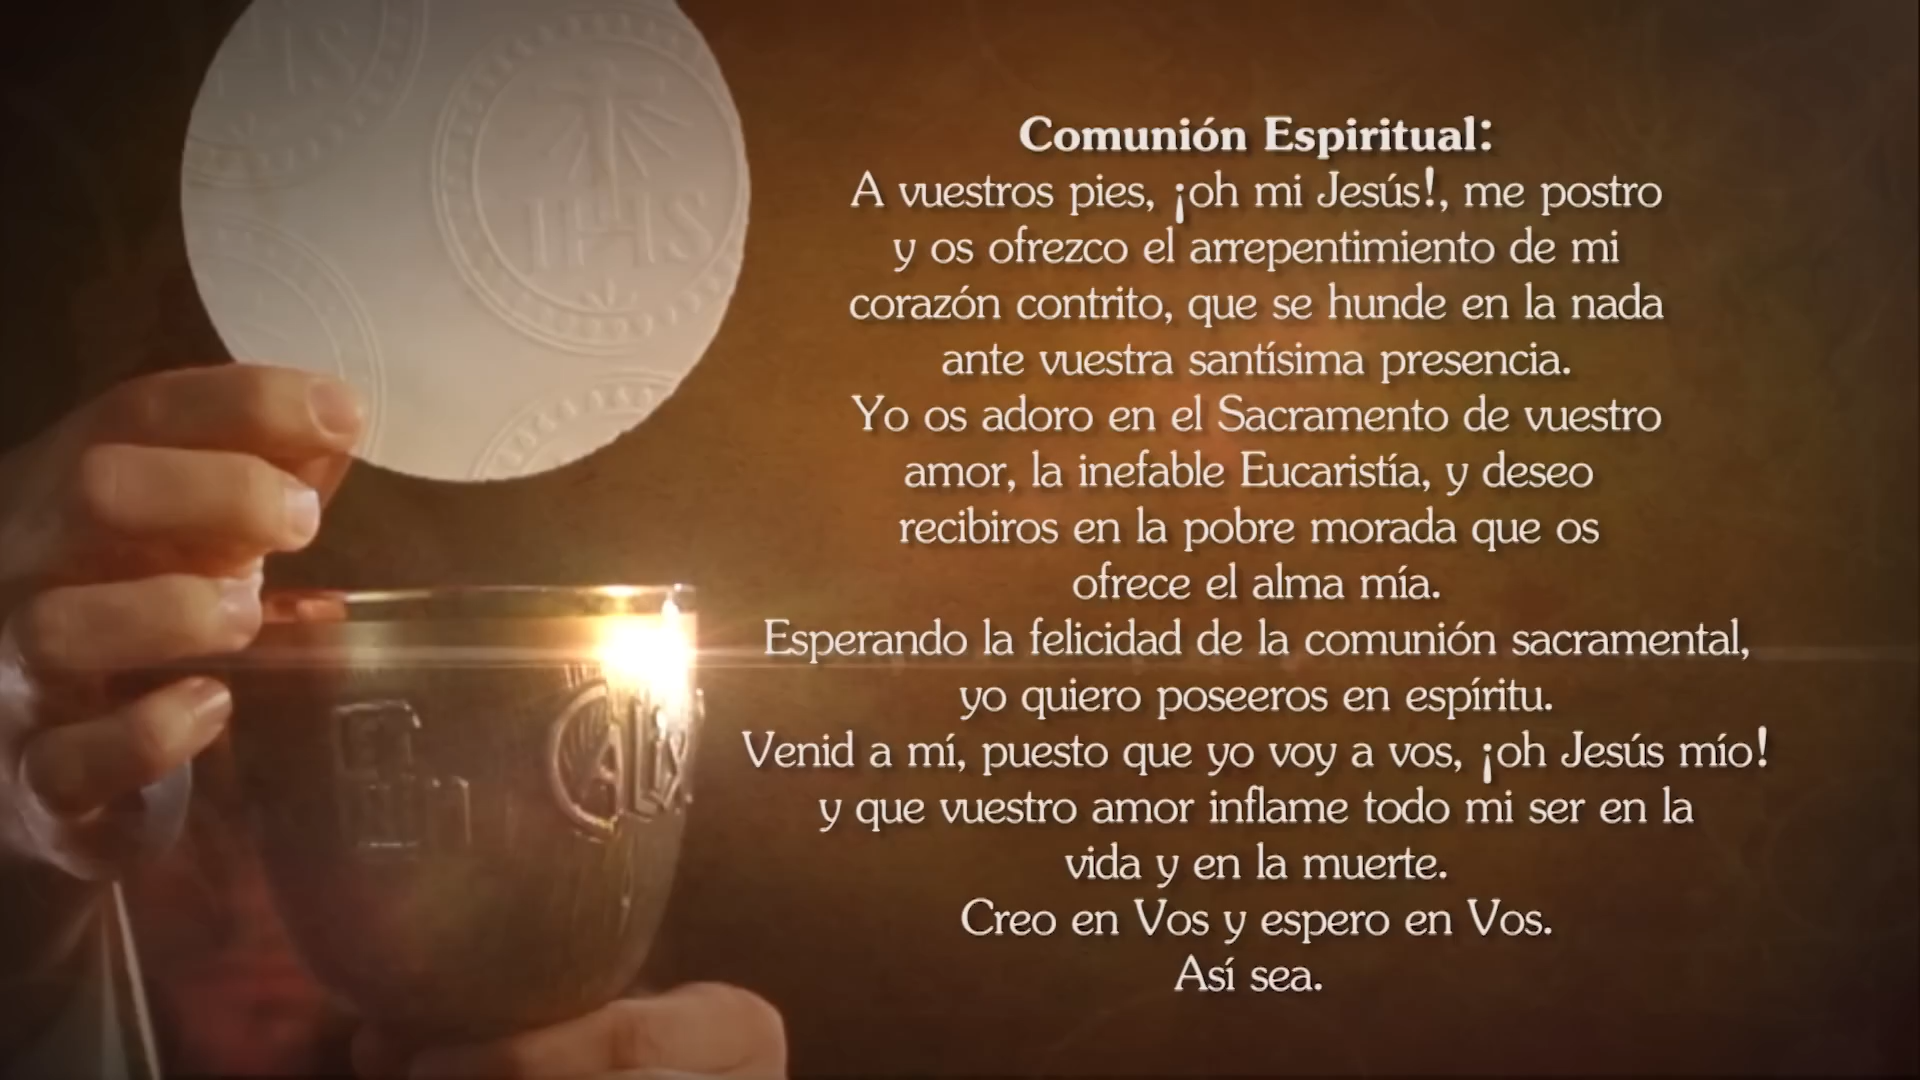 IHS
Comunión Espiritual:
A vuestros pies, ¡oh mi Jesús!, me postro
y os ofrezco el arrepentimiento de mi
corazón contrito, que se hunde en la nada
ante vuestra santísima presencia.
Yo os adoro en el Sacramento de vuestro
amor, la inefable Eucaristía, y deseo
recibiros en la pobre morada que os
ofrece el alma mía.
Esperando la felicidad de la comunión sacramental,
yo quiero poseeros en espíritu.
Venid a mí, puesto que yo voy a vos, ¡oh Jesús mío!
y que vuestro amor inflame todo mi ser en la
vida y en la muerte.
Creo en Vos y espero en Vos.
Así sea.